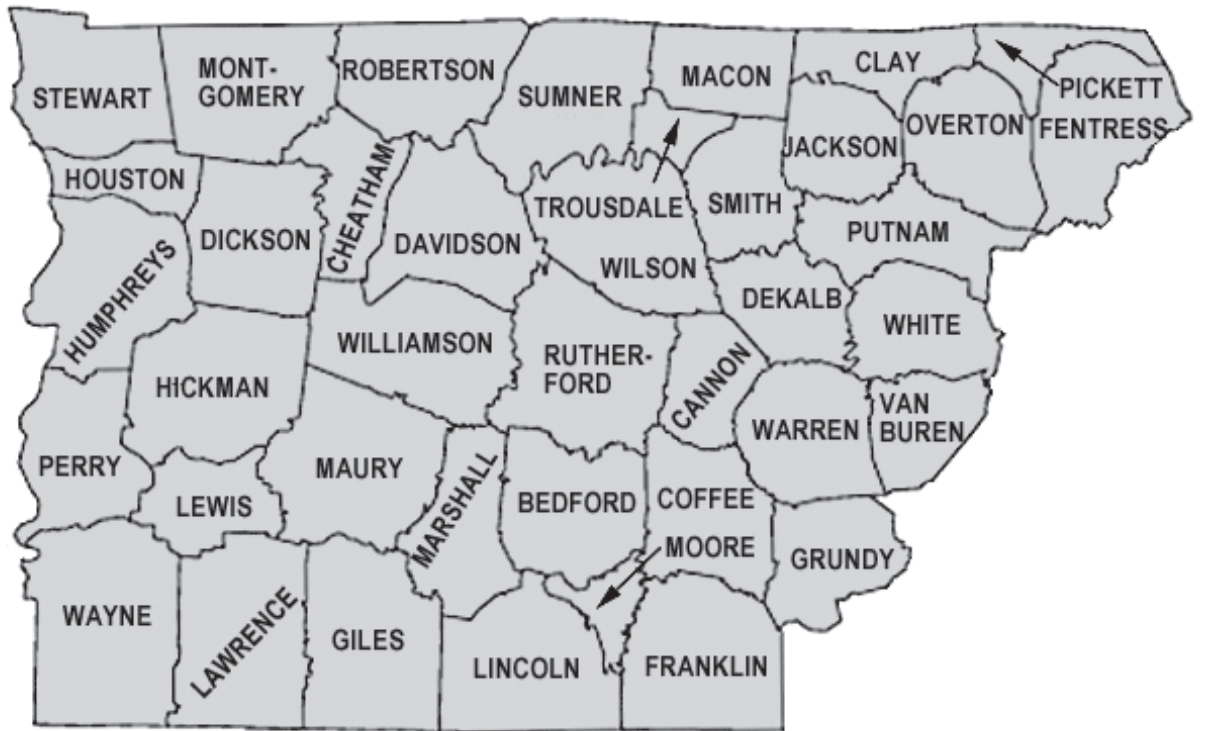 STEWART
MONT-
GOMERY
ROBERTSON
SUMNER
MACON
CLAY
PICKETT
OVERTON
FENTRESS
JACKSON
HOUSTON
CHEATHAM
TROUSDALE
SMITH
DICKSON
DAVIDSON
PUTNAM
HUMPHREYS
WILSON
DEKALB
WHITE
WILLIAMSON
RUTHER-
FORD
CANNON
HICKMAN
VAN
BUREN
WARREN
PERRY
MAURY
LEWIS
MARSHALL
BEDFORD
COFFEE
MOORE
GRUNDY
WAYNE
LAWRENCE
GILES
LINCOLN
FRANKLIN